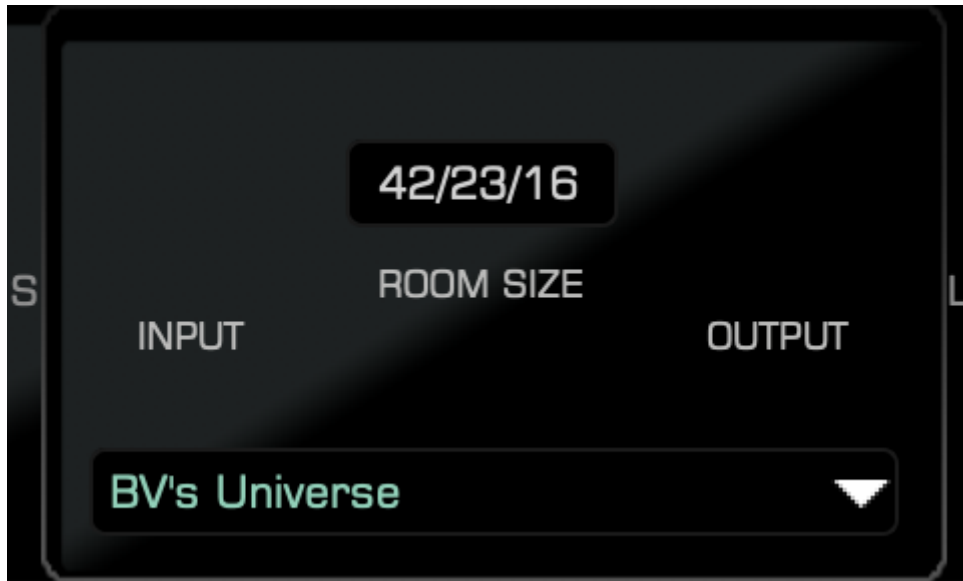 42/23/16
ROOM SIZE
S
L
INPUT
OUTPUT
BV's Universe